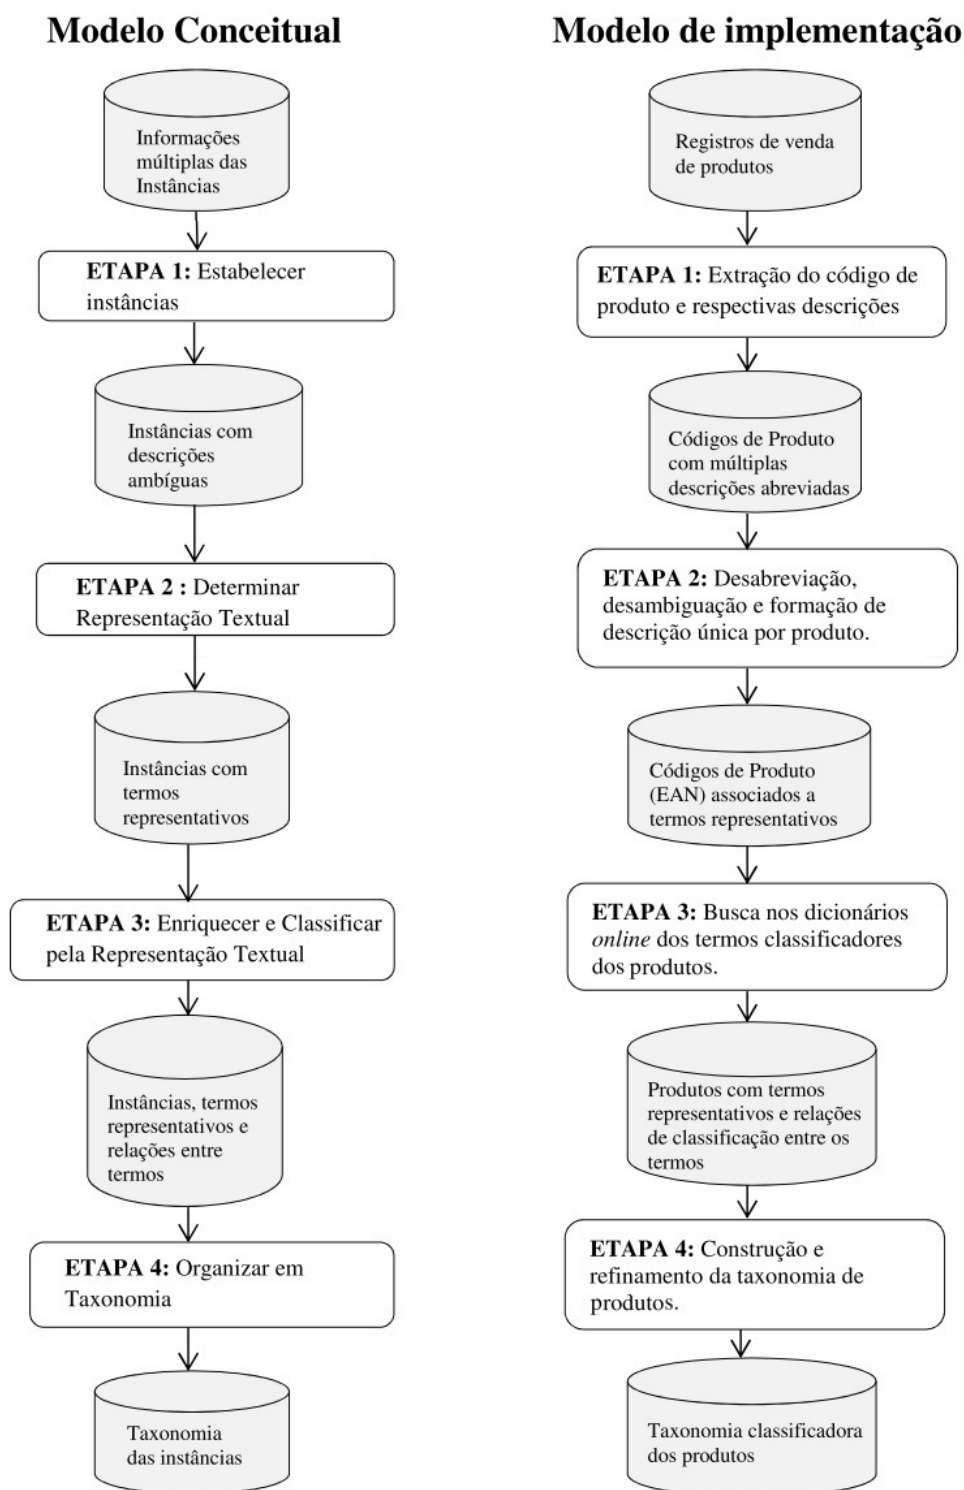 Modelo Conceitual
Informações
múltiplas das
Instâncias
ETAPA 1: Estabelecer
instâncias
Instâncias com
descrições
ambíguas
ETAPA 2 : Determinar
Representação Textual
Instâncias com
termos
representativos
ETAPA 3: Enriquecer e Classificar
pela Representação Textual
Instâncias, termos
representativos e
relações entre
termos
ETAPA 4: Organizar em
Taxonomia
Taxonomia
das instâncias
Modelo de implementação
Registros de venda
de produtos
ETAPA 1: Extração do código de
produto e respectivas descrições
Códigos de Produto
com múltiplas
descrições abreviadas
ETAPA 2: Desabreviação,
desambiguação e formação de
descrição única por produto.
Códigos de Produto
(EAN) associados a
termos representativos
ETAPA 3: Busca nos dicionários
online dos termos classificadores
dos produtos.
Produtos com termos
representativos e relações
de classificação entre os
termos
ETAPA 4: Construção e
refinamento da taxonomia de
produtos.
Taxonomia classificadora
dos produtos